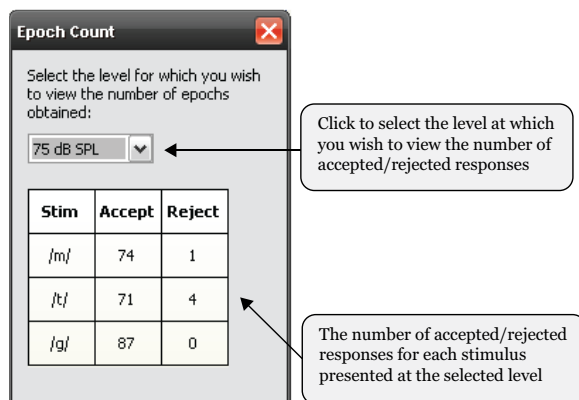 Epoch Count
Select the level for which you wish
to view the number of epochs
obtained:
75 dB SPL
Click to select the level at which
you wish to view the number of
accepted/rejected responses
Stim Accept Reject
/m/ 74 1
/t/ 71 4
/g/ 87 0
The number of accepted/rejected
responses for each stimulus
presented at the selected level